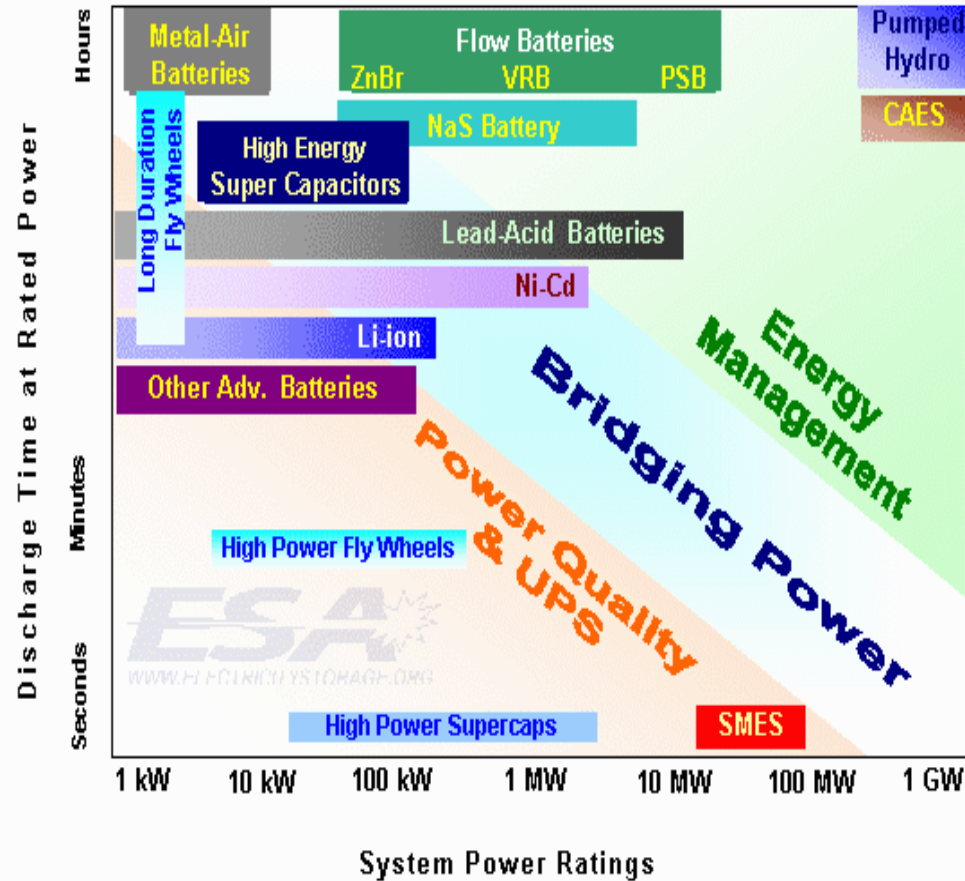 Discharge Time at Rated Power
Hours
Minutes
Seconds
Metal-Air
Batteries
Flow Batteries
ZnBr VRB PSB
Pumped
Hydro
CAES
NaS Battery
High Energy
Super Capacitors
Long Duration
Fly Wheels
Lead-Acid Batteries
Ni-Cd
Li-ion
Other Adv. Batteries
Energy
Management
Bridging Power
Power Quality
& UPS
High Power Fly Wheels
ESA
WWW.ELECTRICITYSTORAGE.ORG
High Power Supercaps
SMES
1 kW 10 kW 100 kW 1 MW 10 MW 100 MW 1 GW
System Power Ratings